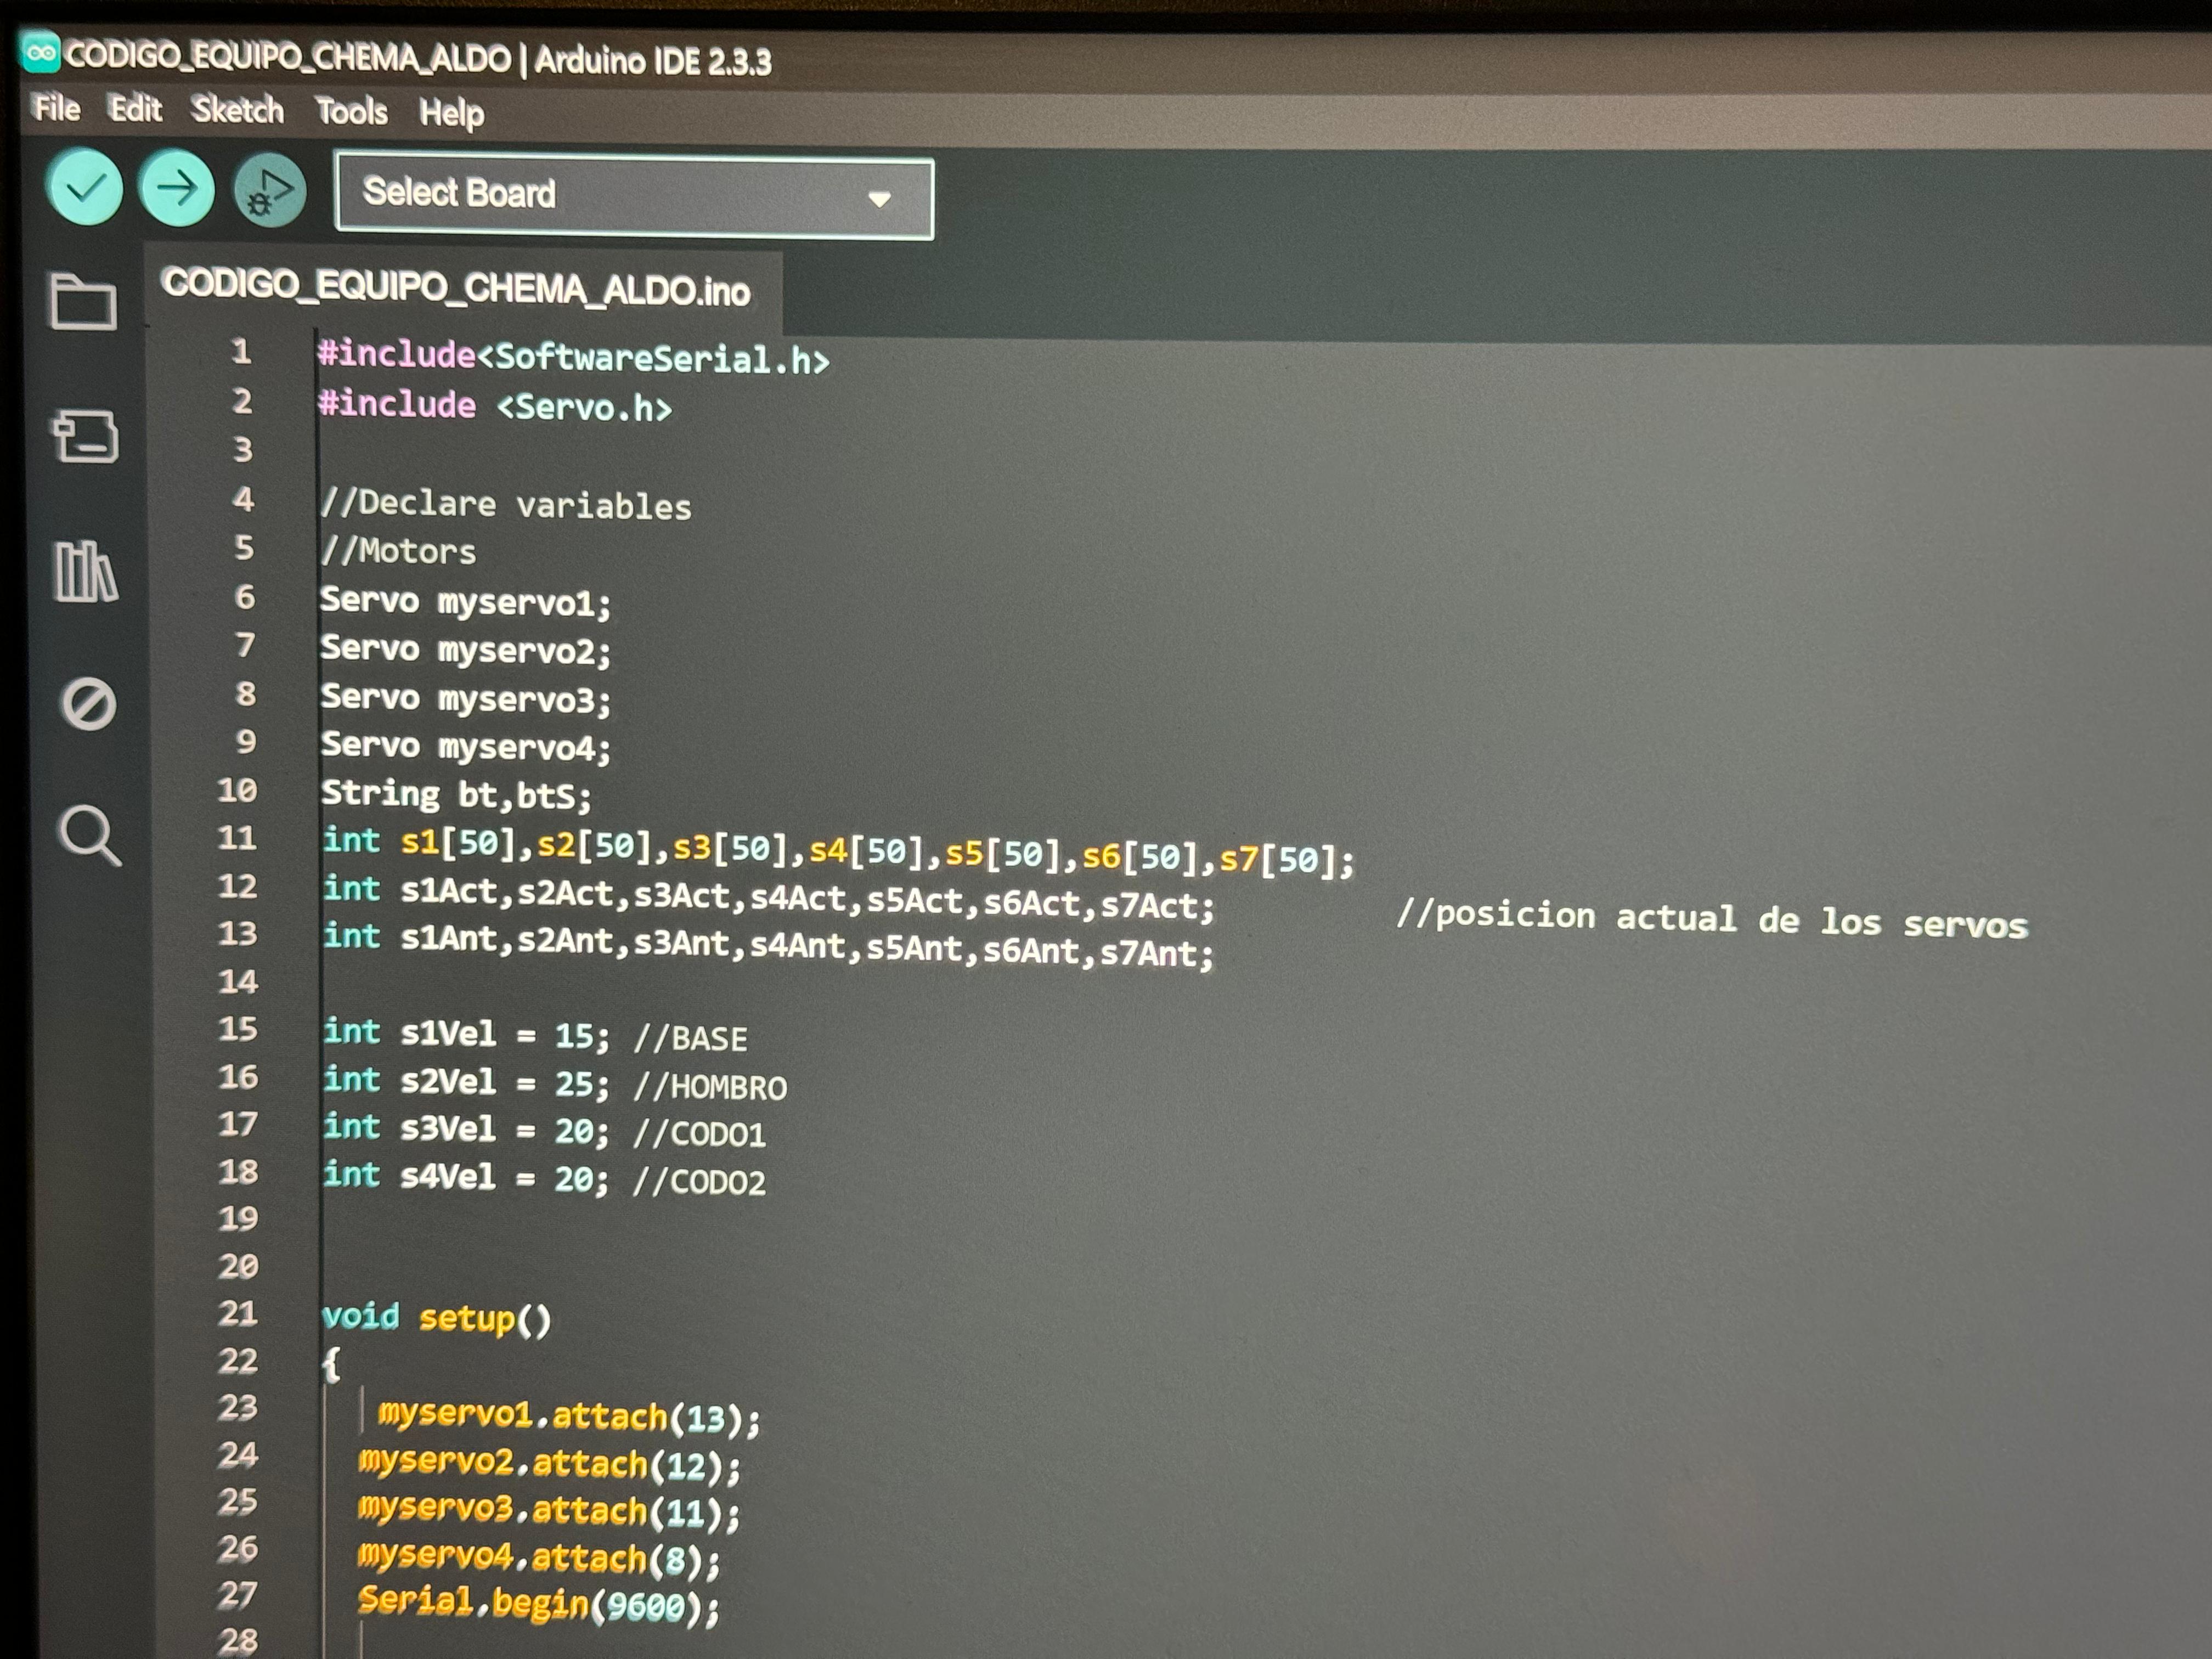 CODIGO_EQUIPO_CHEMA_ALDO | Arduino IDE 2.3.3
File Edit Sketch Tools Help
Select Board
CODIGO_EQUIPO_CHEMA_ALDO.ino
1 #include<SoftwareSerial.h>
2 #include <Servo.h>
3
4 //Declare variables
5 //Motors
6 Servo myservo1;
7 Servo myservo2;
8 Servo myservo3;
9 Servo myservo4;
10 String bt,btS;
11 int s1[50],s2[50],s3[50],s4[50],s5[50],s6[50],s7[50];
12 int s1Act,s2Act,s3Act,s4Act,s5Act,s6Act,s7Act; //posicion actual de los servos
13 int s1Ant,s2Ant,s3Ant,s4Ant,s5Ant,s6Ant,s7Ant;
14
15 int s1Vel = 15; //BASE
16 int s2Vel = 25; //HOMBRO
17 int s3Vel = 20; //CODO1
18 int s4Vel = 20; //CODO2
19
20
21 void setup()
22 {
23 myservo1.attach(13);
24 myservo2.attach(12);
25 myservo3.attach(11);
26 myservo4.attach(8);
27 Serial.begin(9600);
28